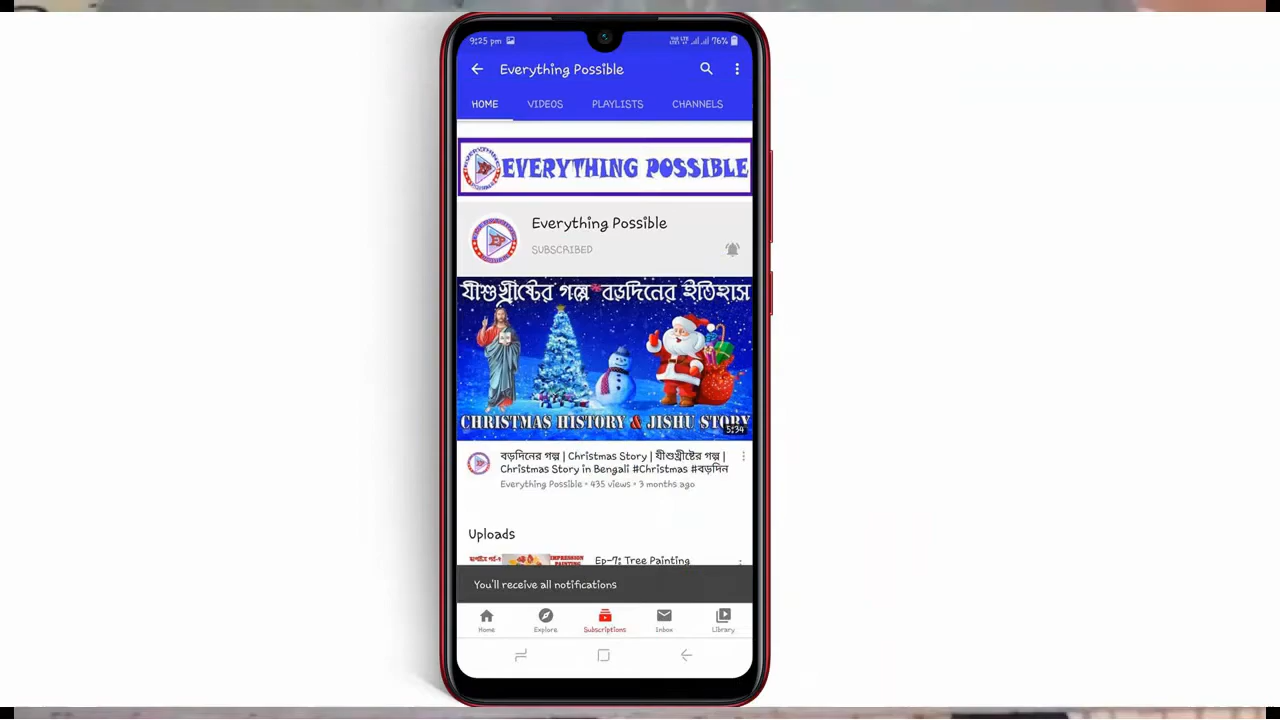 9:25 pm
76%
Everything Possible
HOME VIDEOS PLAYLISTS CHANNELS
EVERYTHING POSSIBLE
EP
Everything Possible
SUBSCRIBED
যীশুখ্রীষ্টের গল্প বড়দিনের ইতিহাস
CHRISTMAS HISTORY & JISHU STORY
5:34
বড়দিনের গল্প | Christmas Story | যীশুখ্রীষ্টের গল্প |
Christmas Story in Bengali #Christmas #বড়দিন
Everything Possible • 435 views • 3 months ago
Uploads
IMPRESSION
Ep-7: Tree Painting
You'll receive all notifications
Home Explore Subscriptions Inbox Library